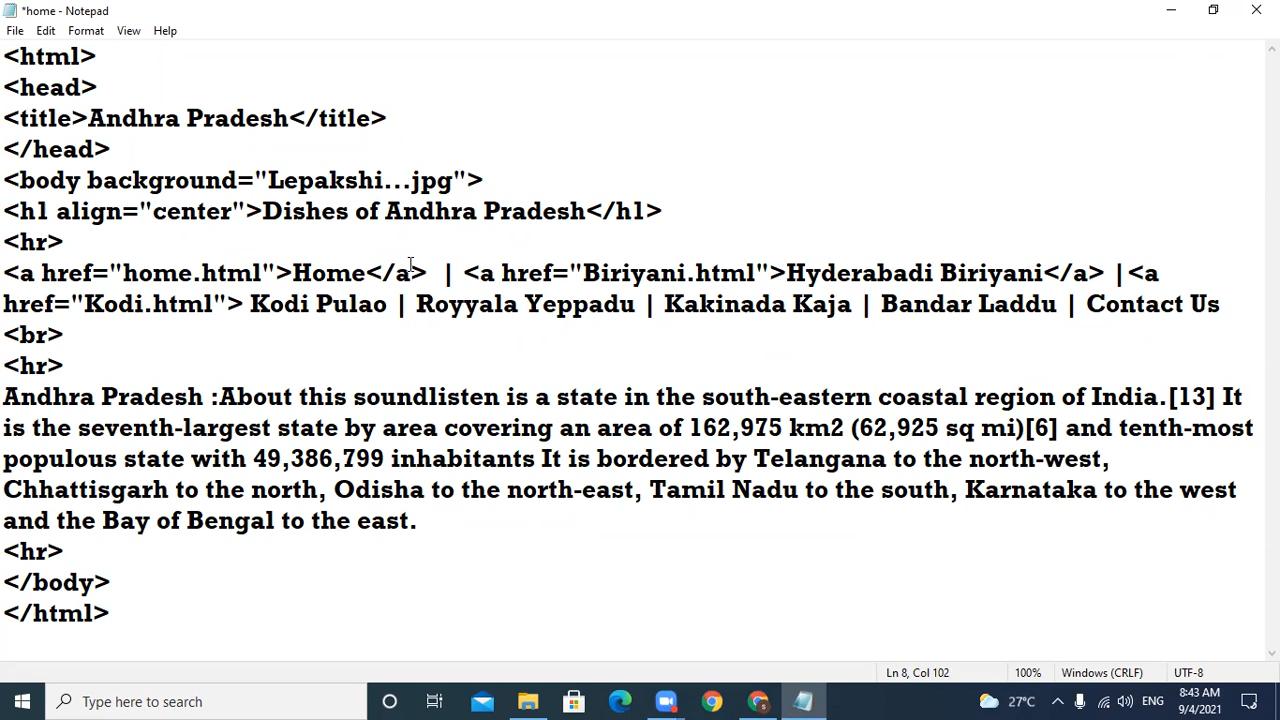 *home - Notepad
File Edit Format View Help
<html>
<head>
<title>Andhra Pradesh</title>
</head>
<body background="Lepakshi...jpg">
<h1 align="center">Dishes of Andhra Pradesh</h1>
<hr>
<a href="home.html">Home</a>  | <a href="Biriyani.html">Hyderabadi Biriyani</a> |<a
href="Kodi.html"> Kodi Pulao | Royyala Yeppadu | Kakinada Kaja | Bandar Laddu | Contact Us
<br>
<hr>
Andhra Pradesh :About this soundlisten is a state in the south-eastern coastal region of India.[13] It
is the seventh-largest state by area covering an area of 162,975 km2 (62,925 sq mi)[6] and tenth-most
populous state with 49,386,799 inhabitants It is bordered by Telangana to the north-west,
Chhattisgarh to the north, Odisha to the north-east, Tamil Nadu to the south, Karnataka to the west
and the Bay of Bengal to the east.
<hr>
</body>
</html>
Ln 8, Col 102 100% Windows (CRLF) UTF-8
Type here to search 27°C ENG 8:43 AM
9/4/2021